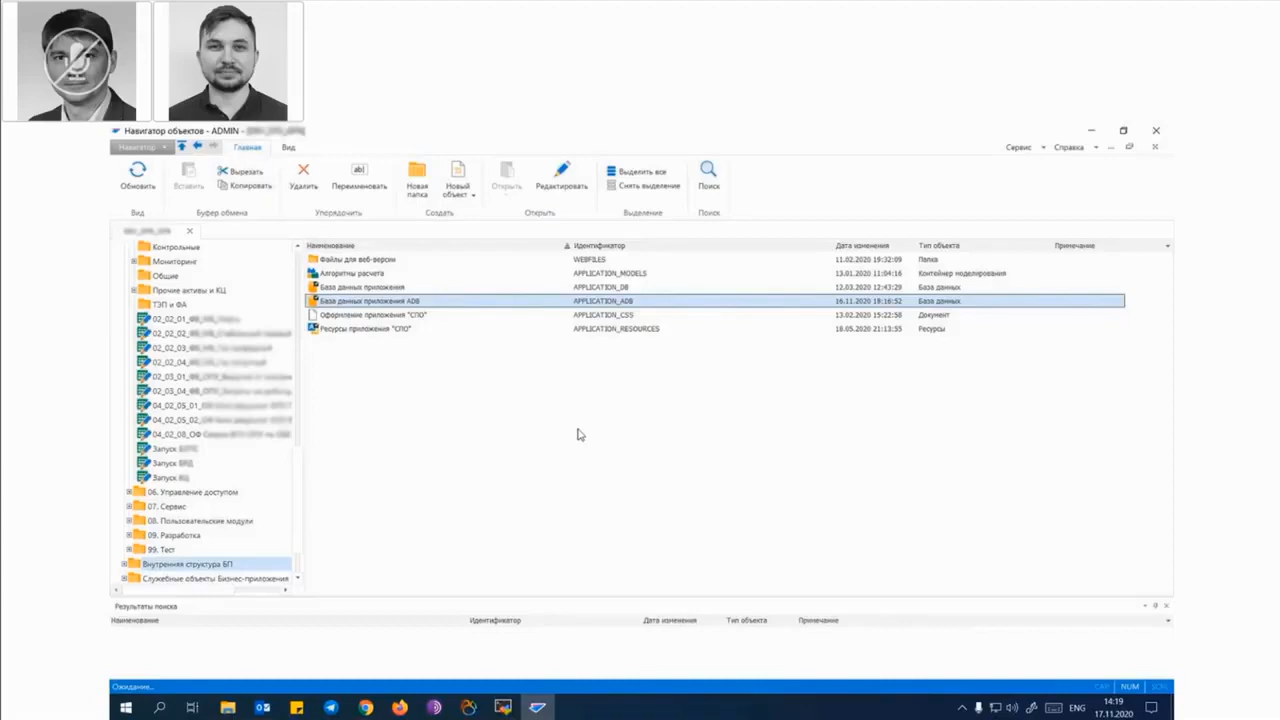 Навигатор объектов - ADMIN -
Навигатор Главная Вид Сервис Справка
Обновить Вставить Вырезать Копировать Удалить Переименовать Новая папка Новый объект Открыть Редактировать Выделить все Снять выделение Поиск
Вид Буфер обмена Упорядочить Создать Открыть Выделение Поиск
Контрольные
Мониторинг
Общие
Прочие активы и КЦ
ТЭП и ФА
02_02_01
02_02_02
02_02_03
02_02_04
02_03_01
02_03_04
04_02_05_01
04_02_05_02
04_02_08_ОФ
Запуск
Запуск
Запуск
06. Управление доступом
07. Сервис
08. Пользовательские модули
09. Разработка
99. Тест
Внутренняя структура БП
Служебные объекты Бизнес-приложения
Наименование Идентификатор Дата изменения Тип объекта Примечание
Файлы для веб-версии WEBFILES 11.02.2020 19:32:09 Папка
Алгоритмы расчета APPLICATION_MODELS 13.01.2020 11:04:16 Контейнер моделирования
База данных приложения APPLICATION_DB 12.03.2020 12:43:29 База данных
База данных приложения ADB APPLICATION_ADB 16.11.2020 18:16:52 База данных
Оформление приложения "СПО" APPLICATION_CSS 13.02.2020 15:22:58 Документ
Ресурсы приложения "СПО" APPLICATION_RESOURCES 18.05.2020 21:13:55 Ресурсы
Результаты поиска
Наименование Идентификатор Дата изменения Тип объекта Примечание
Ожидание... CAP NUM SCRL
ENG 14:19
17.11.2020